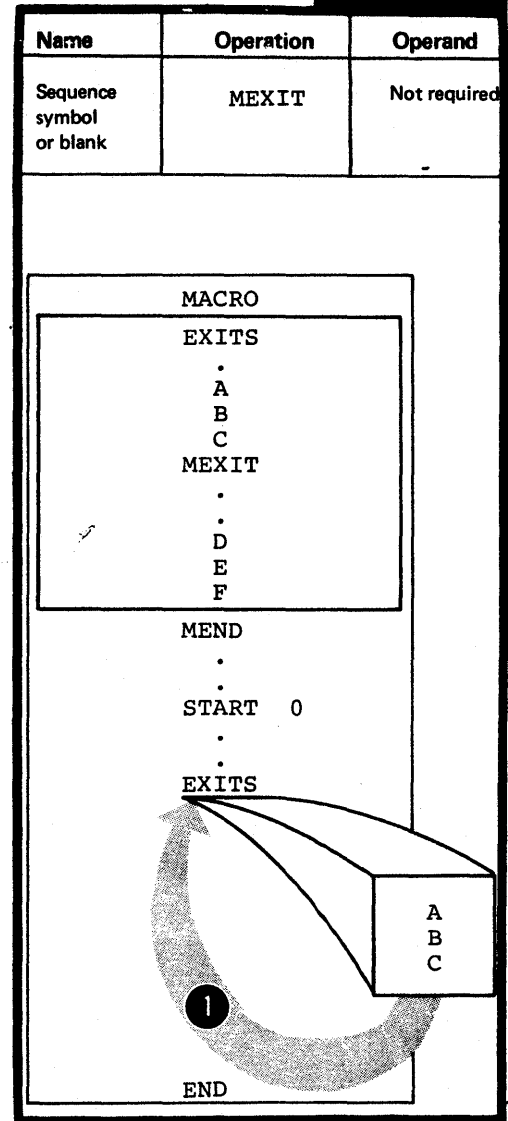 Name Operation Operand
Sequence symbol or blank MEXIT Not required
MACRO
EXITS
.
A
B
C
MEXIT
.
.
D
E
F
MEND
.
.
START 0
.
.
EXITS
A
B
C
1
END